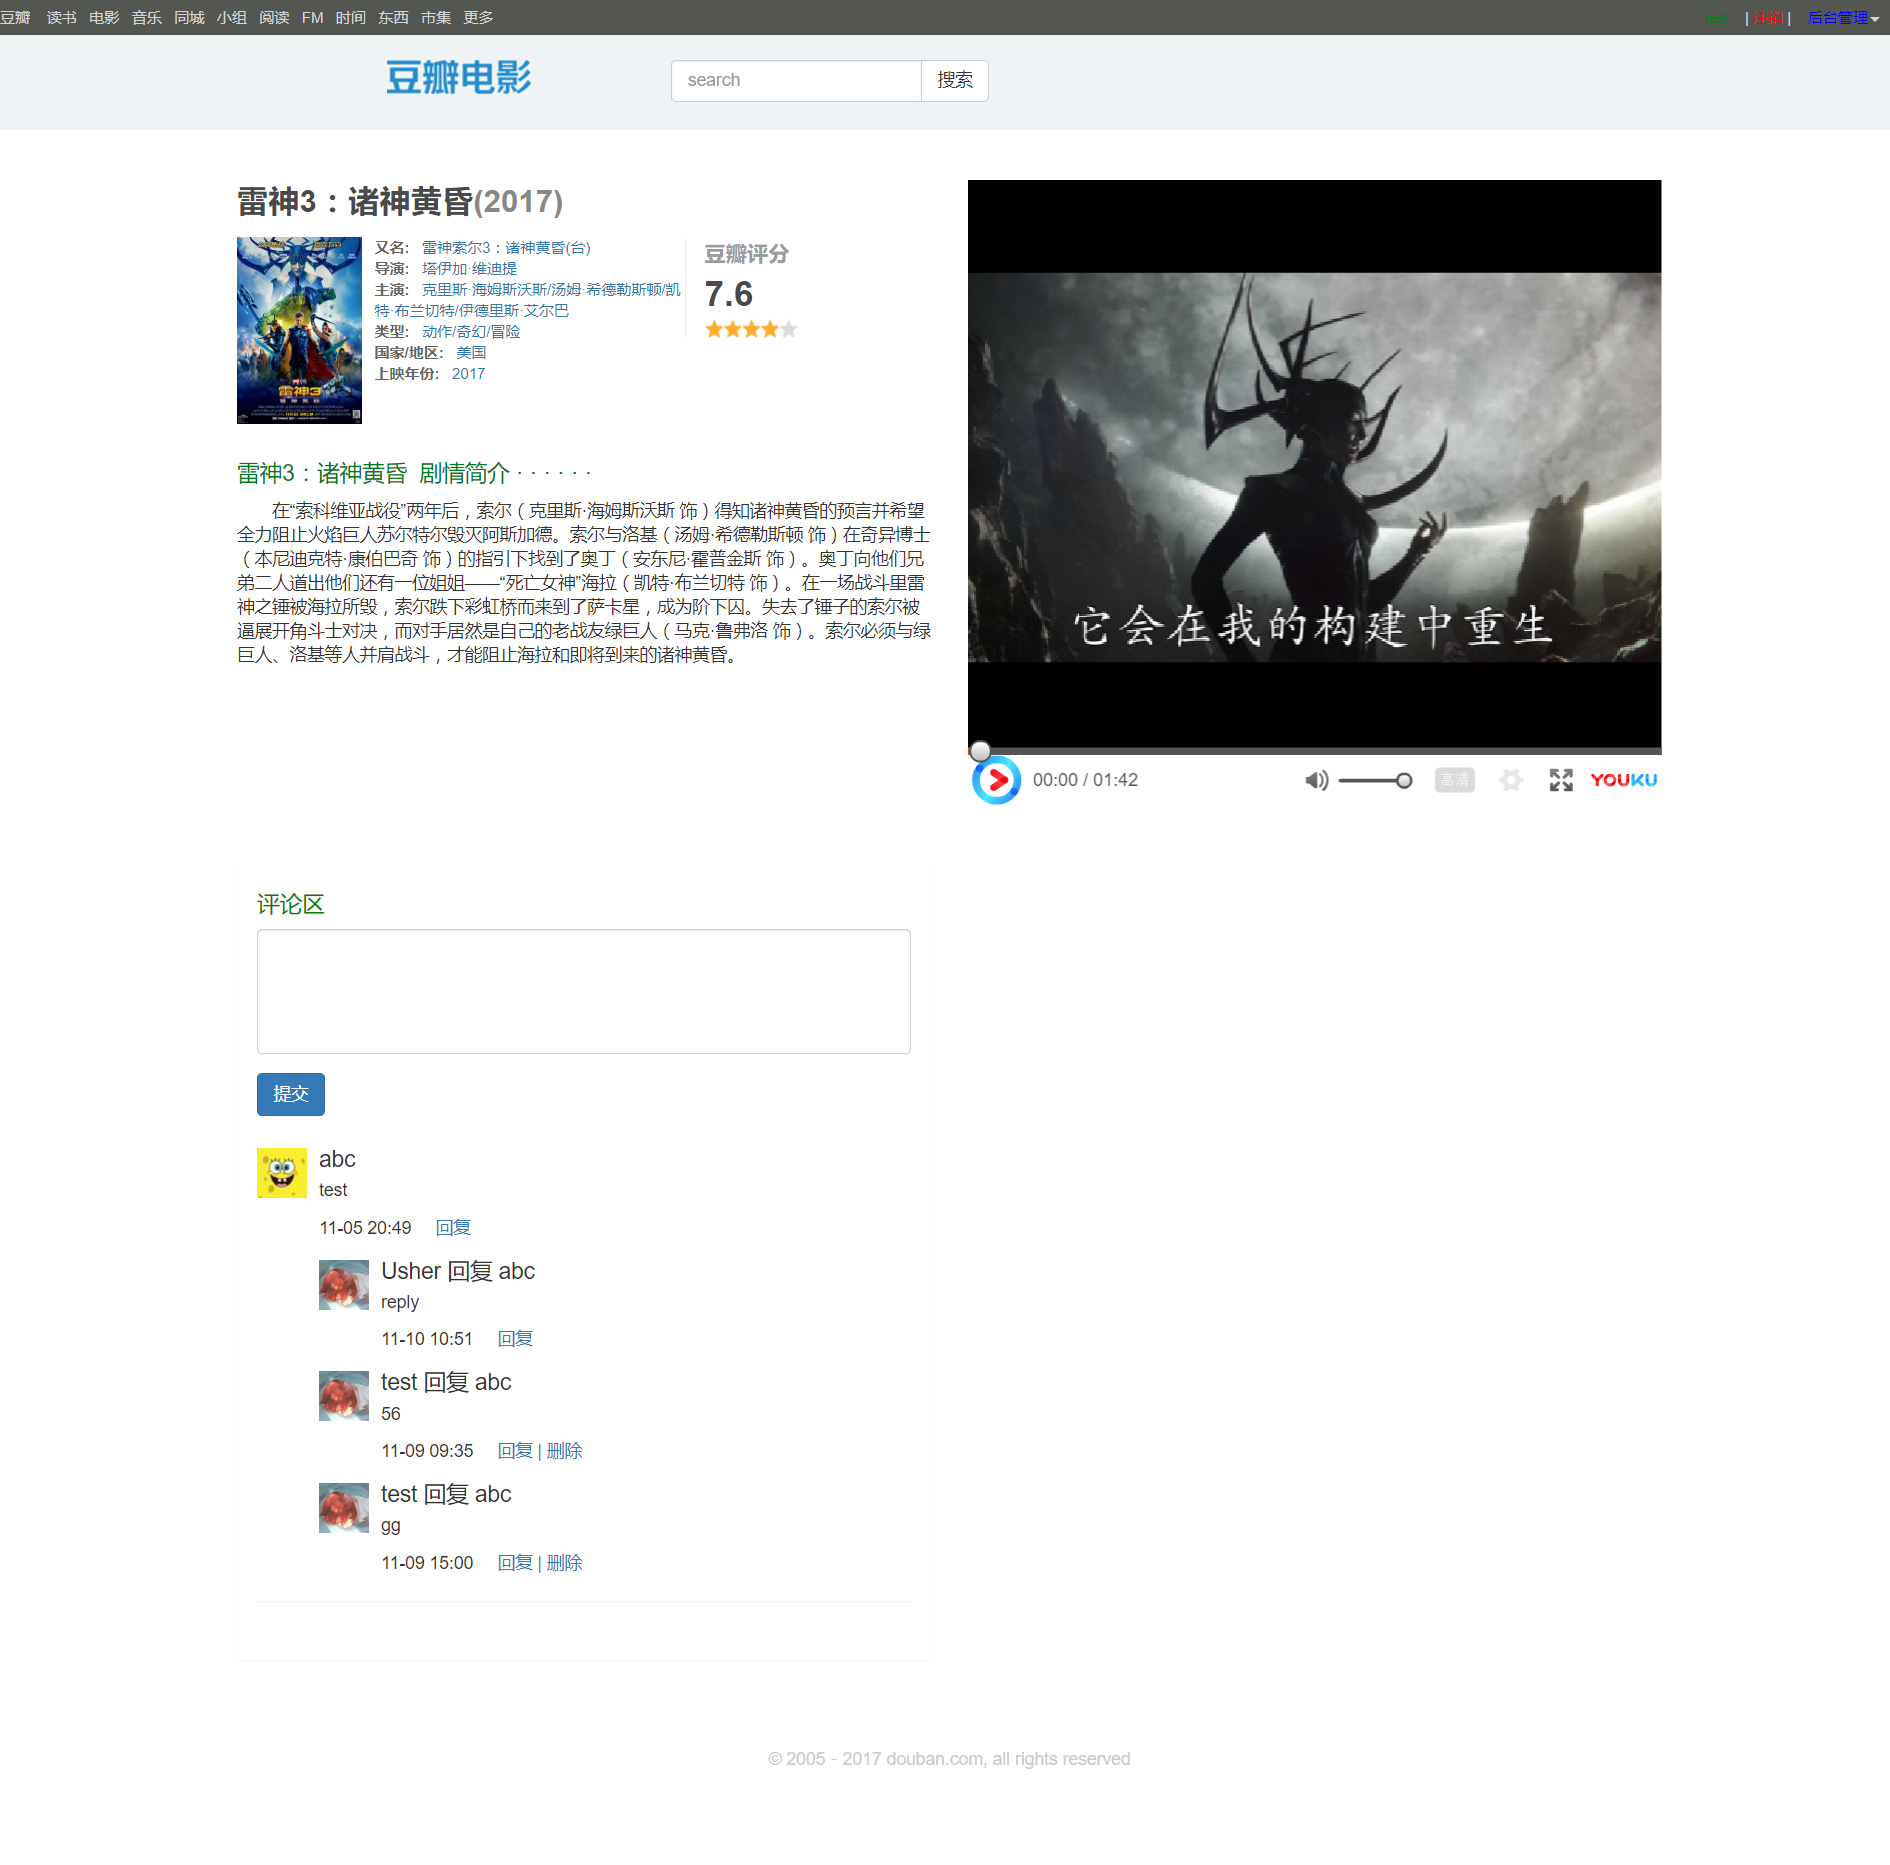 豆瓣 读书 电影 音乐 同城 小组 阅读 FM 时间 东西 市集 更多
test | 注销 | 后台管理
豆瓣电影
search 搜索
雷神3：诸神黄昏(2017)
又名: 雷神索尔3：诸神黄昏(台)
导演: 塔伊加·维迪提
主演: 克里斯·海姆斯沃斯/汤姆·希德勒斯顿/凯
特·布兰切特/伊德里斯·艾尔巴
类型: 动作/奇幻/冒险
国家/地区: 美国
上映年份: 2017
豆瓣评分
7.6
雷神3
雷神3：诸神黄昏 剧情简介 · · · · · ·
在“索科维亚战役”两年后，索尔（克里斯·海姆斯沃斯 饰）得知诸神黄昏的预言并希望
全力阻止火焰巨人苏尔特尔毁灭阿斯加德。索尔与洛基（汤姆·希德勒斯顿 饰）在奇异博士
（本尼迪克特·康伯巴奇 饰）的指引下找到了奥丁（安东尼·霍普金斯 饰）。奥丁向他们兄
弟二人道出他们还有一位姐姐——“死亡女神”海拉（凯特·布兰切特 饰）。在一场战斗里雷
神之锤被海拉所毁，索尔跌下彩虹桥而来到了萨卡星，成为阶下囚。失去了锤子的索尔被
逼展开角斗士对决，而对手居然是自己的老战友绿巨人（马克·鲁弗洛 饰）。索尔必须与绿
巨人、洛基等人并肩战斗，才能阻止海拉和即将到来的诸神黄昏。
它会在我的构建中重生
00:00 / 01:42 高清 YOUKU
评论区
提交
abc
test
11-05 20:49 回复
Usher 回复 abc
reply
11-10 10:51 回复
test 回复 abc
56
11-09 09:35 回复 | 删除
test 回复 abc
gg
11-09 15:00 回复 | 删除
© 2005 - 2017 douban.com, all rights reserved